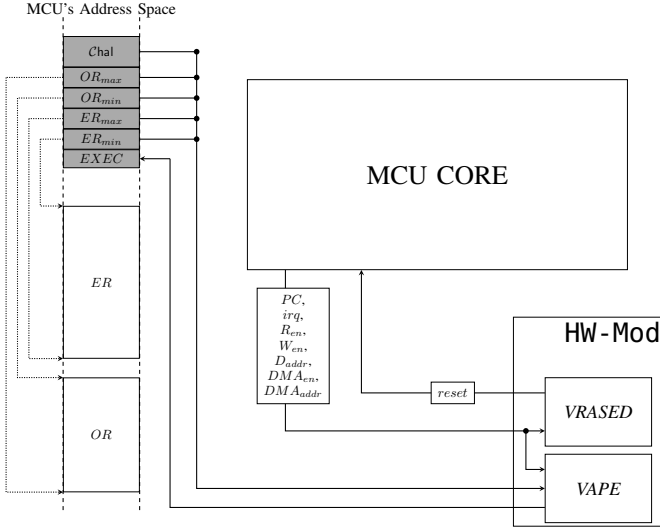 MCU's Address Space
Chal
OR_max
OR_min
ER_max
ER_min
EXEC
MCU CORE
ER
PC,
irq,
R_en,
W_en,
D_addr,
DMA_en,
DMA_addr
HW-Mod
reset
VRASED
OR
VAPE